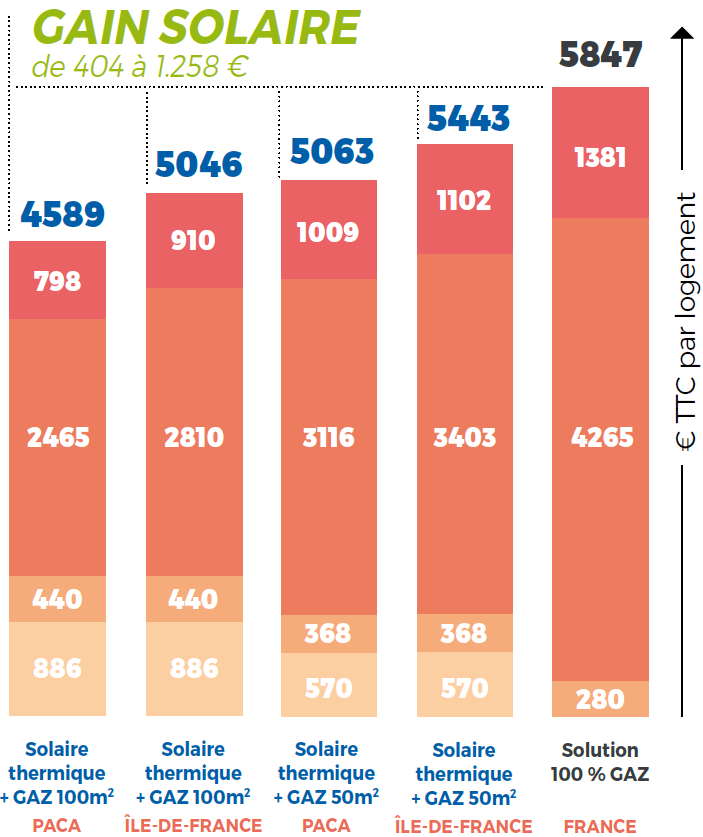 GAIN SOLAIRE
de 404 à 1.258 €
4589
5046
5063
5443
5847
798
910
1009
1102
1381
2465
2810
3116
3403
4265
440
440
368
368
280
886
886
570
570
€ TTC par logement
Solaire
thermique
+ GAZ 100m²
PACA
Solaire
thermique
+ GAZ 100m²
ÎLE-DE-FRANCE
Solaire
thermique
+ GAZ 50m²
PACA
Solaire
thermique
+ GAZ 50m²
ÎLE-DE-FRANCE
Solution
100 % GAZ
FRANCE